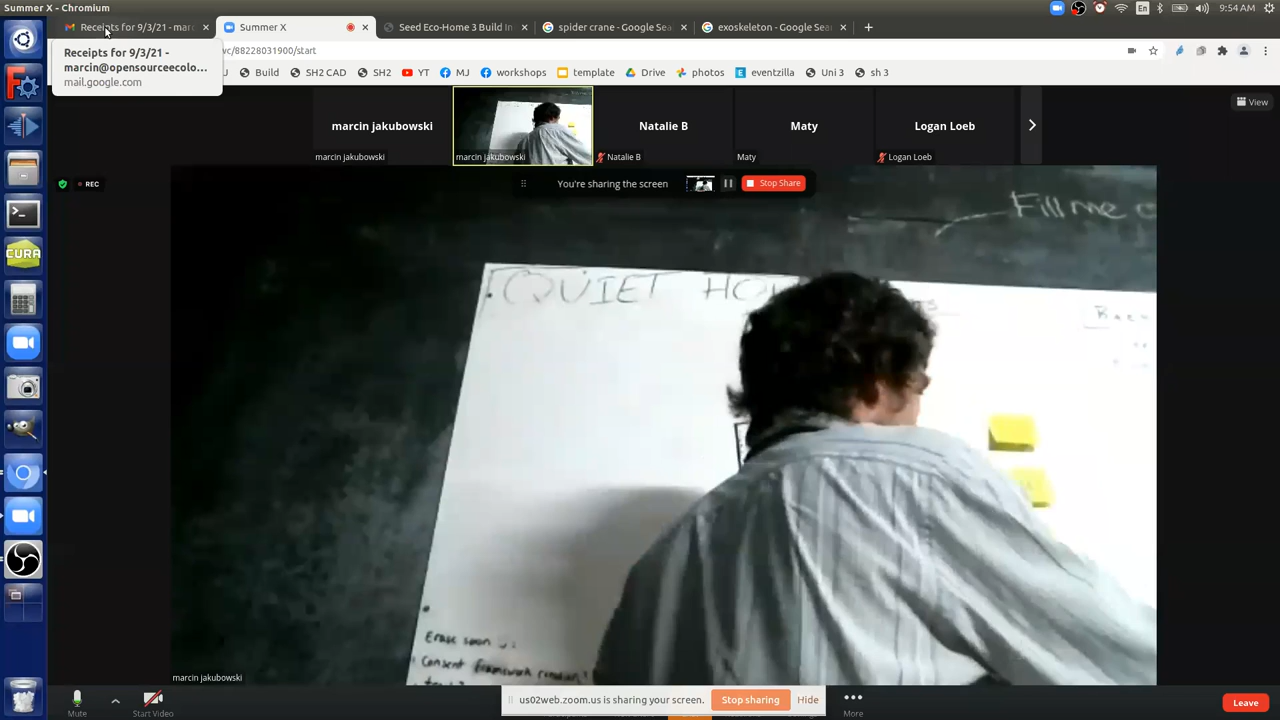 Summer X - Chromium
En
9:54 AM
Receipts for 9/3/21 - marc
Summer X
Seed Eco-Home 3 Build In
spider crane - Google Sea
exoskeleton - Google Sea
Receipts for 9/3/21 -
marcin@opensourceecolo...
mail.google.com
vc/88228031900/start
Build
SH2 CAD
SH2
YT
MJ
workshops
template
Drive
photos
eventzilla
Uni 3
sh 3
View
marcin jakubowski
Natalie B
Maty
Logan Loeb
marcin jakubowski
marcin jakubowski
Natalie B
Maty
Logan Loeb
REC
You're sharing the screen
Stop Share
Fill me
QUIET HO
Erase soon
Consent Framework
CURA
marcin jakubowski
us02web.zoom.us is sharing your screen.
Stop sharing
Hide
Mute
Start Video
More
Leave